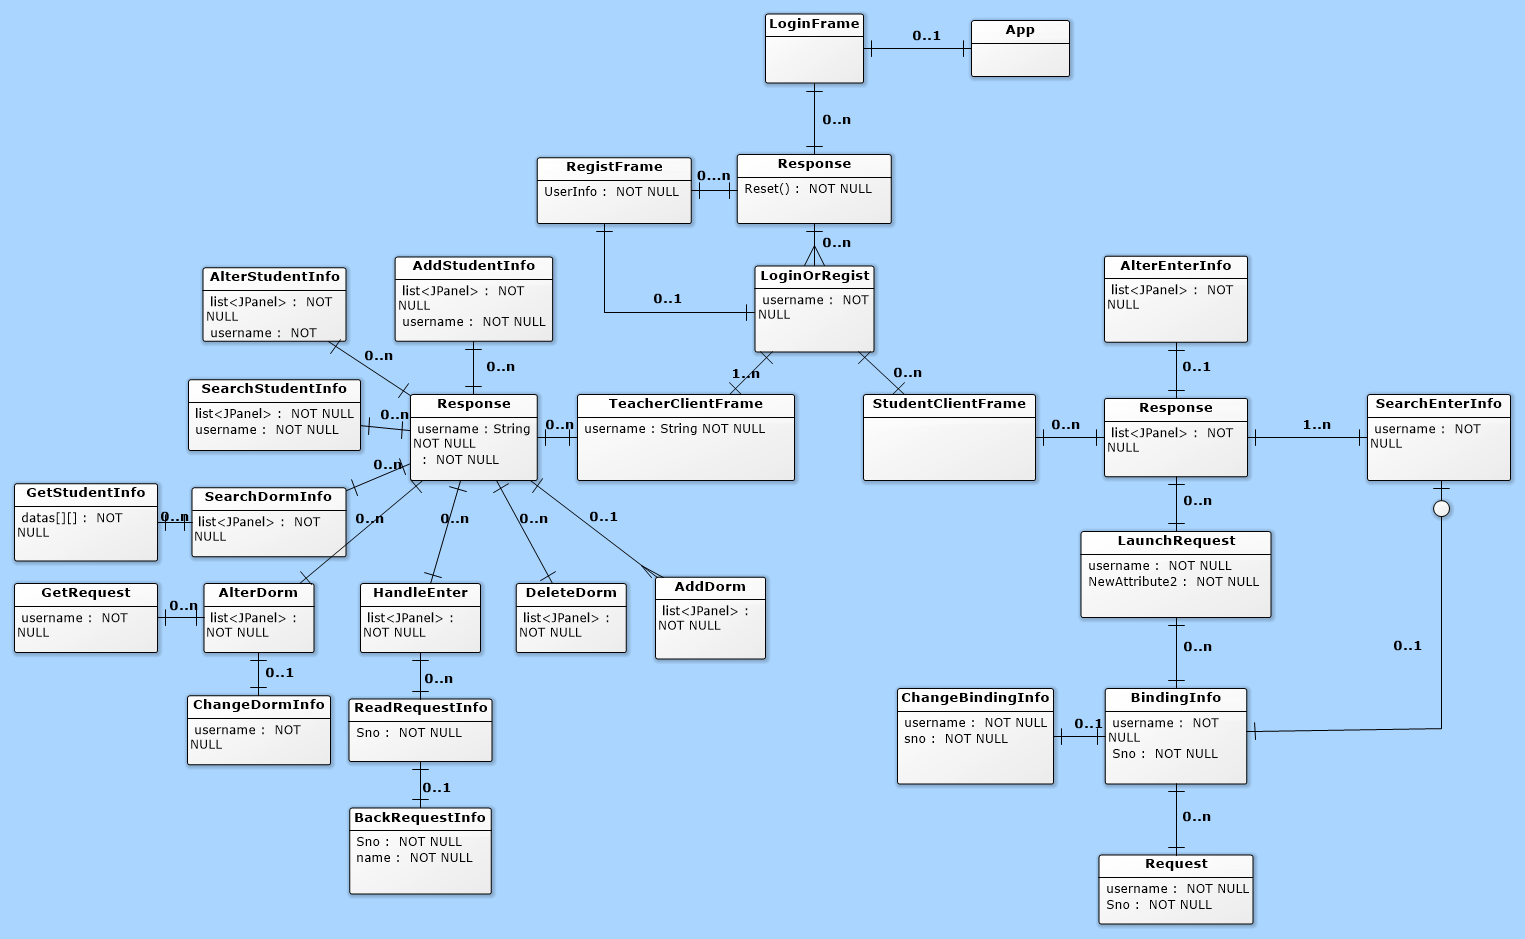 LoginFrame
0..1
App
0..n
RegistFrame
UserInfo : NOT NULL
0...n
Response
Reset() : NOT NULL
0..n
LoginOrRegist
username : NOT
NULL
0..1
AlterStudentInfo
list<JPanel> : NOT
NULL
username : NOT
AddStudentInfo
list<JPanel> : NOT
NULL
username : NOT NULL
AlterEnterInfo
list<JPanel> : NOT
NULL
0..n
0..n
1..n
0..n
0..1
SearchStudentInfo
list<JPanel> : NOT NULL
username : NOT NULL
0..n
Response
username : String
NOT NULL
: NOT NULL
0..n
TeacherClientFrame
username : String NOT NULL
StudentClientFrame
0..n
Response
list<JPanel> : NOT
NULL
1..n
SearchEnterInfo
username : NOT
NULL
0..n
GetStudentInfo
datas[][] : NOT
NULL
0..n
SearchDormInfo
list<JPanel> : NOT
NULL
0..n
0..n
0..n
0..1
0..n
LaunchRequest
username : NOT NULL
NewAttribute2 : NOT NULL
GetRequest
username : NOT
NULL
0..n
AlterDorm
list<JPanel> :
NOT NULL
HandleEnter
list<JPanel> :
NOT NULL
DeleteDorm
list<JPanel> :
NOT NULL
AddDorm
list<JPanel> :
NOT NULL
0..n
0..1
0..1
0..n
ChangeDormInfo
username : NOT
NULL
ReadRequestInfo
Sno : NOT NULL
ChangeBindingInfo
username : NOT NULL
sno : NOT NULL
0..1
BindingInfo
username : NOT
NULL
Sno : NOT NULL
0..1
BackRequestInfo
Sno : NOT NULL
name : NOT NULL
0..n
Request
username : NOT NULL
Sno : NOT NULL